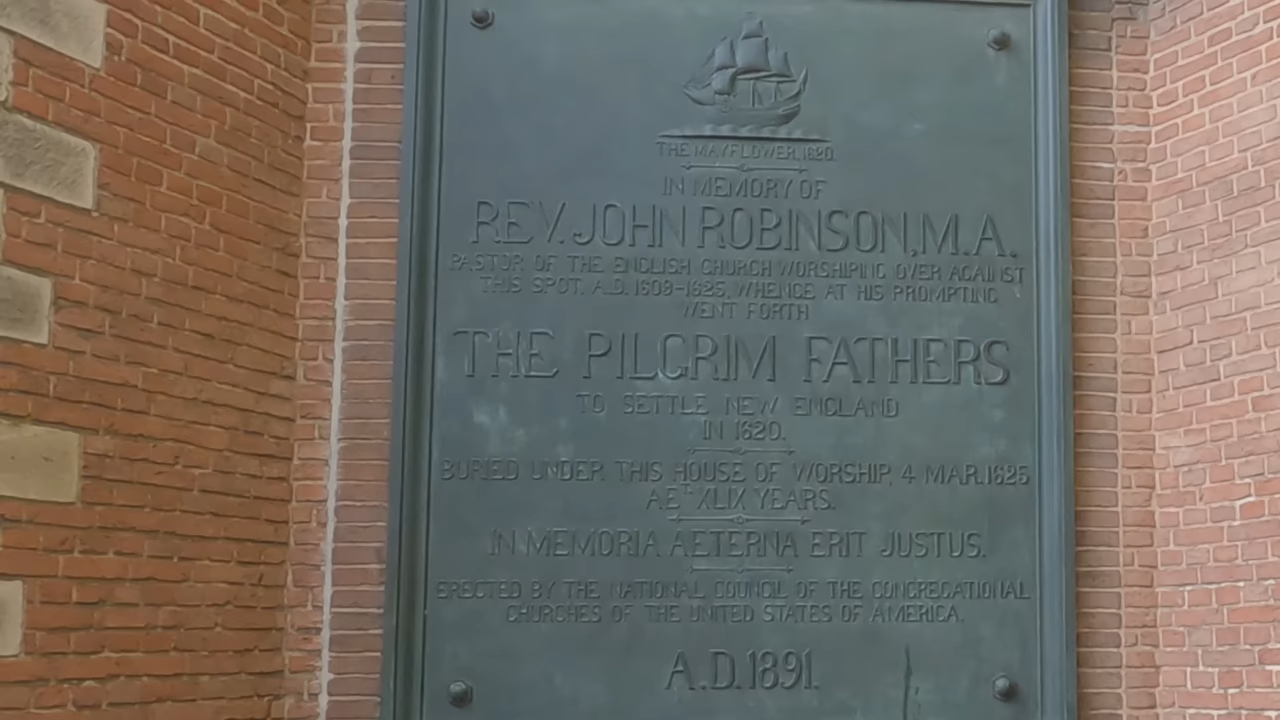 THE MAYFLOWER, 1620.
IN MEMORY OF
REV. JOHN ROBINSON, M.A.
PASTOR OF THE ENGLISH CHURCH WORSHIPING OVER AGAINST
THIS SPOT, A.D. 1609-1625, WHENCE AT HIS PROMPTING
WENT FORTH
THE PILGRIM FATHERS
TO SETTLE NEW ENGLAND
IN 1620.
BURIED UNDER THIS HOUSE OF WORSHIP, 4 MAR. 1625
AET. XLIX YEARS.
IN MEMORIA AETERNA ERIT JUSTUS.
ERECTED BY THE NATIONAL COUNCIL OF THE CONGREGATIONAL
CHURCHES OF THE UNITED STATES OF AMERICA.
A.D. 1891.